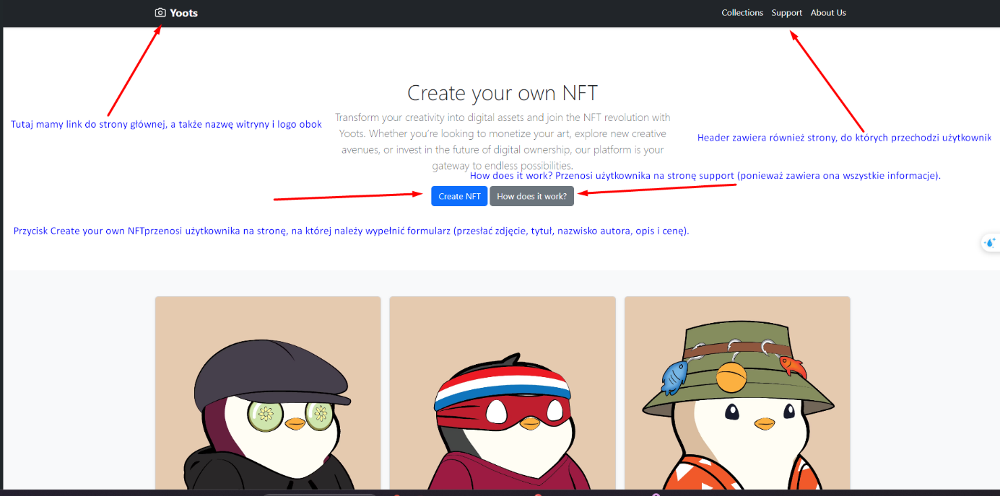 Yoots
Collections Support About Us
Create your own NFT
Tutaj mamy link do strony głównej, a także nazwę witryny i logo obok
Transform your creativity into digital assets and join the NFT revolution with
Yoots. Whether you’re looking to monetize your art, explore new creative
avenues, or invest in the future of digital ownership, our platform is your
gateway to endless possibilities.
Header zawiera również strony, do których przechodzi użytkownik
How does it work? Przenosi użytkownika na stronę support (ponieważ zawiera ona wszystkie informacje).
Create NFT How does it work?
Przycisk Create your own NFTprzenosi użytkownika na stronę, na której należy wypełnić formularz (przesłać zdjęcie, tytuł, nazwisko autora, opis i cenę).